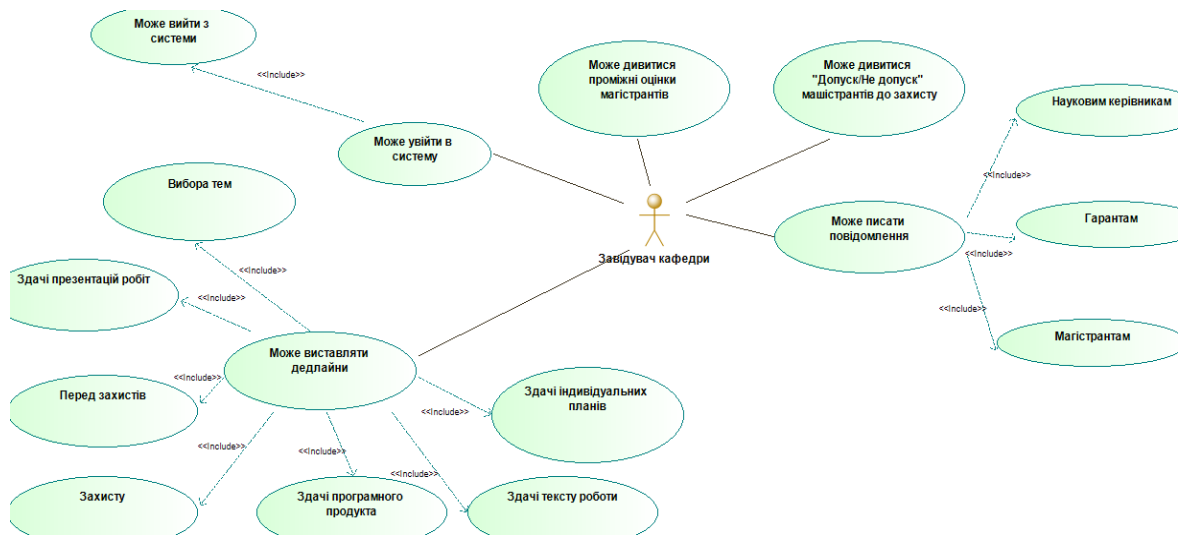 Може вийти з
системи
<<Include>>
Може дивитися
проміжні оцінки
магістрантів
Може дивитися
"Допуск/Не допуск"
машістрантів до захисту
Науковим керівникам
Може увійти в
систему
<<Include>>
Вибора тем
Гарантам
Може писати
повідомлення
<<Include>>
Завідувач кафедри
<<Include>>
Здачі презентацій робіт
<<Include>>
<<Include>>
Магістрантам
Може виставляти
дедлайни
<<Include>>
Перед захистів
Здачі індивідуальних
планів
<<Include>>
<<Include>>
<<Include>>
<<Include>>
Захисту
Здачі програмного
продукта
Здачі тексту роботи